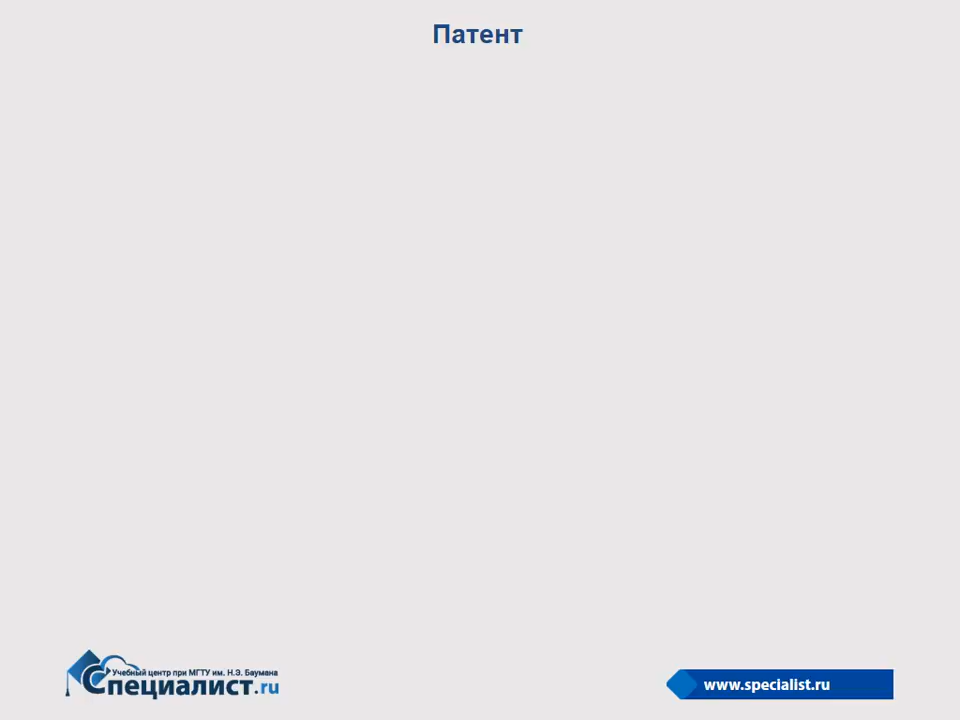 Патент
Учебный центр при МГТУ им. Н.Э. Баумана
Специалист.ru
www.specialist.ru